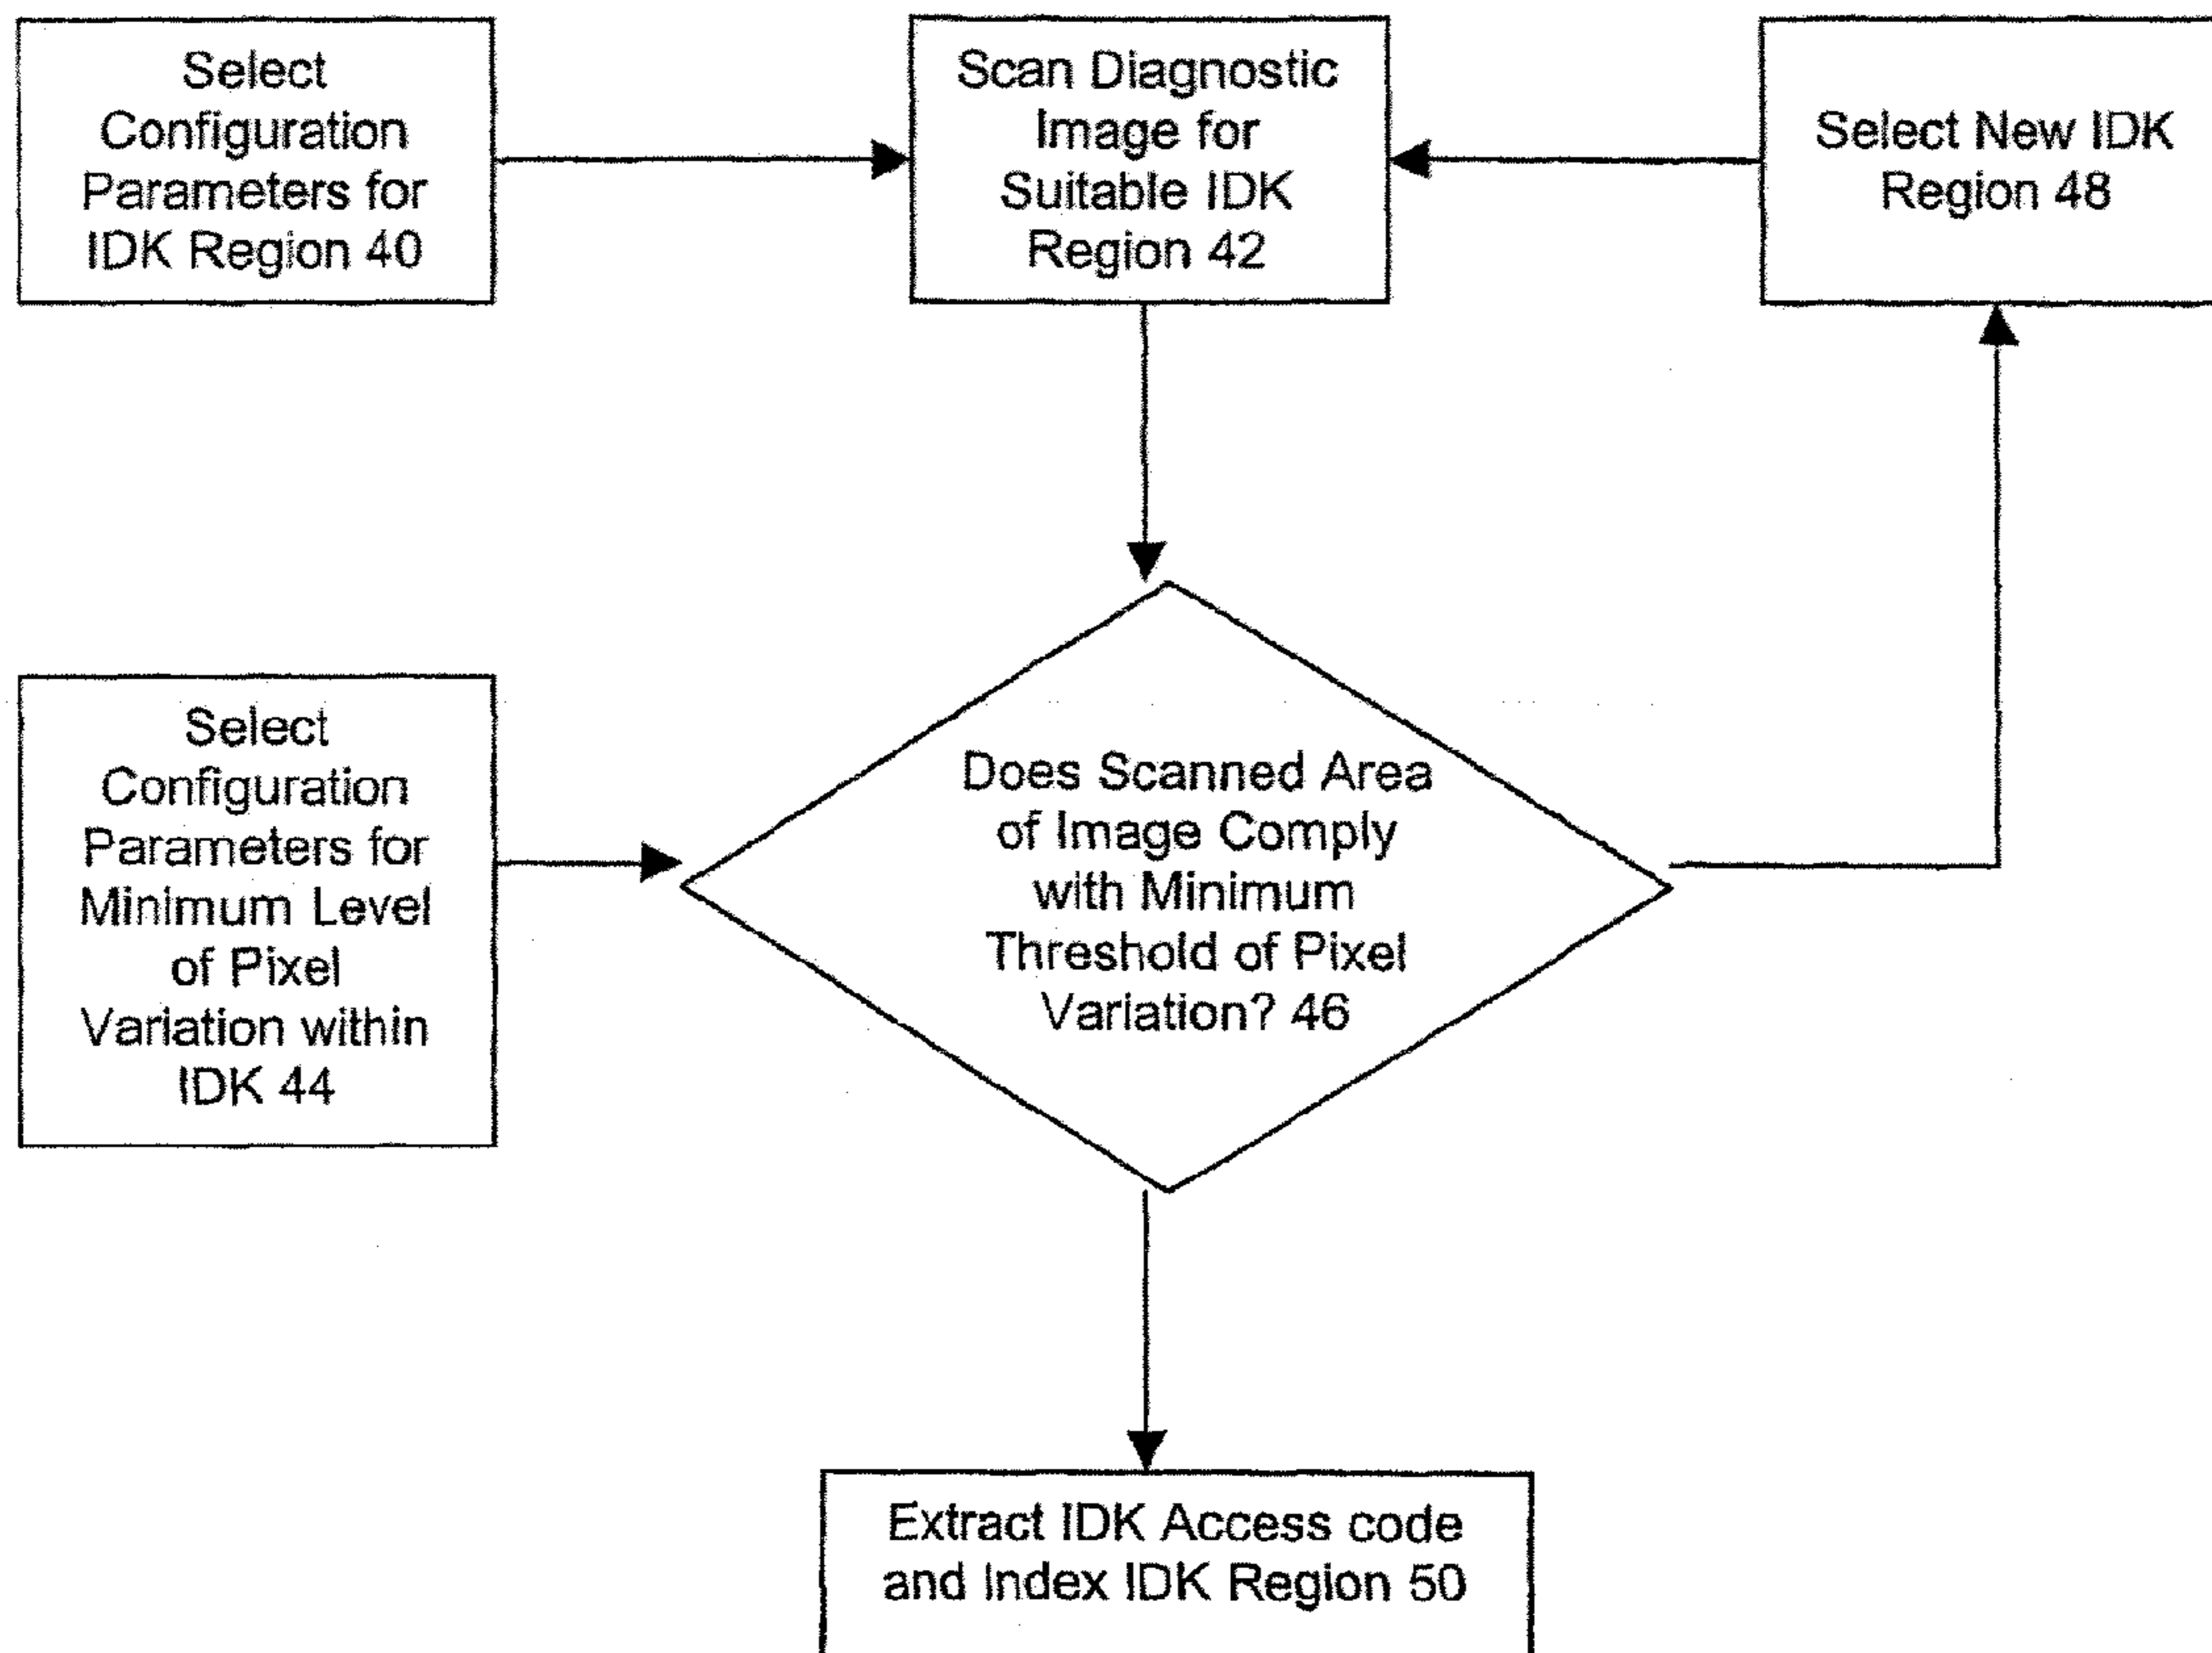 Select
Configuration
Parameters for
IDK Region 40
Scan Diagnostic
Image for
Suitable IDK
Region 42
Select New IDK
Region 48
Select
Configuration
Parameters for
Minimum Level
of Pixel
Variation within
IDK 44
Does Scanned Area
of Image Comply
with Minimum
Threshold of Pixel
Variation? 46
Extract IDK Access code
and Index IDK Region 50